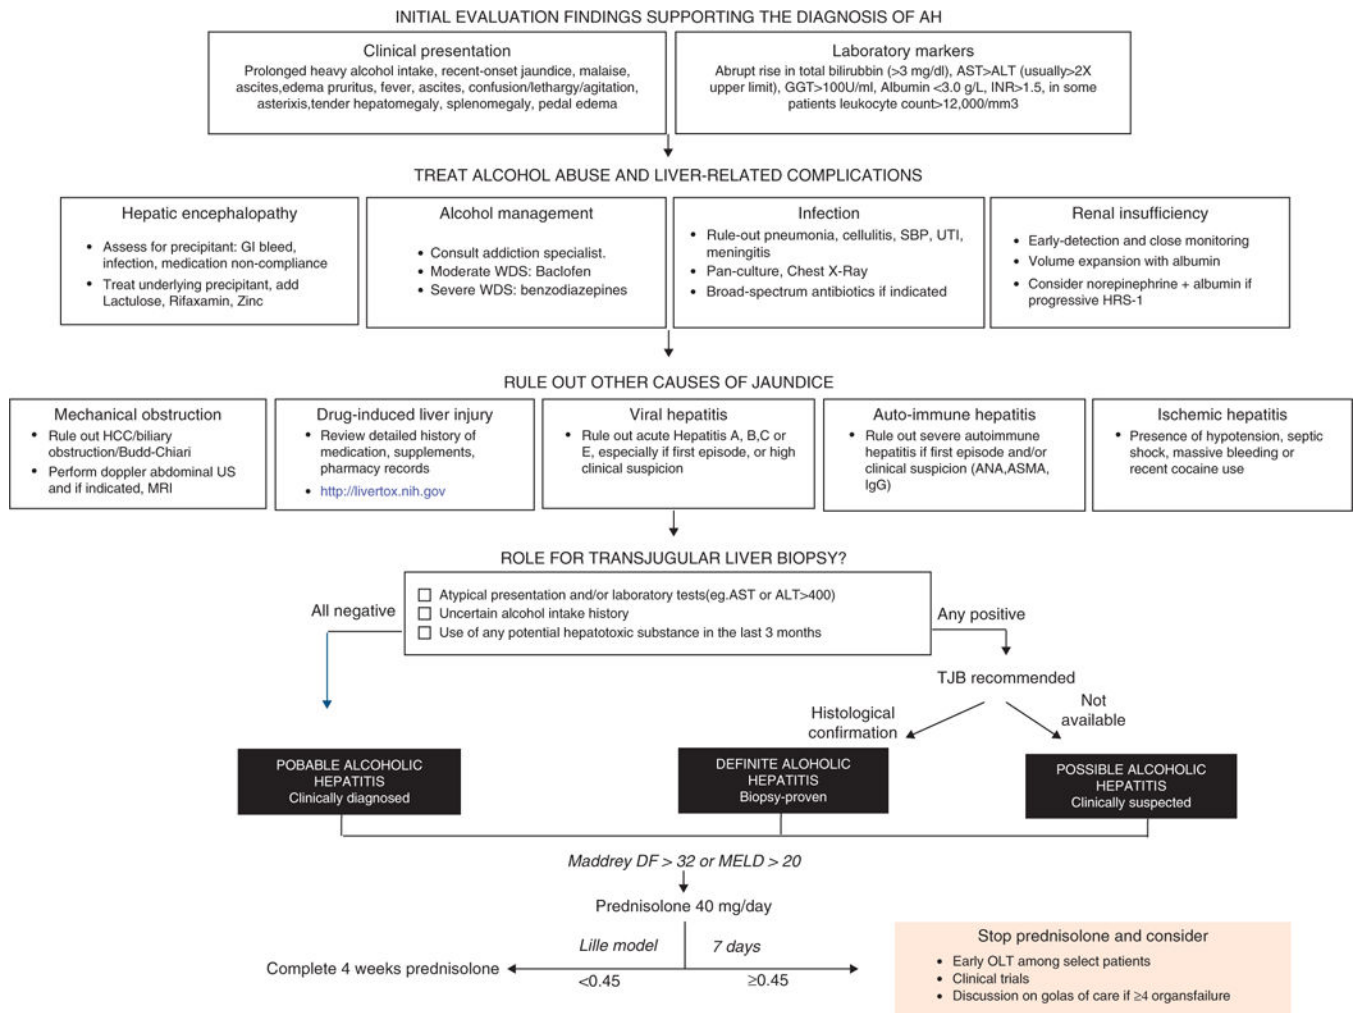 INITIAL EVALUATION FINDINGS SUPPORTING THE DIAGNOSIS OF AH
Clinical presentation
Prolonged heavy alcohol intake, recent-onset jaundice, malaise,
ascites,edema pruritus, fever, ascites, confusion/lethargy/agitation,
asterixis,tender hepatomegaly, splenomegaly, pedal edema
Laboratory markers
Abrupt rise in total bilirubbin (>3 mg/dl), AST>ALT (usually>2X
upper limit), GGT>100U/ml, Albumin <3.0 g/L, INR>1.5, in some
patients leukocyte count>12,000/mm3
TREAT ALCOHOL ABUSE AND LIVER-RELATED COMPLICATIONS
Hepatic encephalopathy
• Assess for precipitant: GI bleed,
infection, medication non-compliance
• Treat underlying precipitant, add
Lactulose, Rifaxamin, Zinc
Alcohol management
• Consult addiction specialist.
• Moderate WDS: Baclofen
• Severe WDS: benzodiazepines
Infection
• Rule-out pneumonia, cellulitis, SBP, UTI,
meningitis
• Pan-culture, Chest X-Ray
• Broad-spectrum antibiotics if indicated
Renal insufficiency
• Early-detection and close monitoring
• Volume expansion with albumin
• Consider norepinephrine + albumin if
progressive HRS-1
RULE OUT OTHER CAUSES OF JAUNDICE
Mechanical obstruction
• Rule out HCC/biliary
obstruction/Budd-Chiari
• Perform doppler abdominal US
and if indicated, MRI
Drug-induced liver injury
• Review detailed history of
medication, supplements,
pharmacy records
• http://livertox.nih.gov
Viral hepatitis
• Rule out acute Hepatitis A, B,C or
E, especially if first episode, or high
clinical suspicion
Auto-immune hepatitis
• Rule out severe autoimmune
hepatitis if first episode and/or
clinical suspicion (ANA,ASMA,
IgG)
Ischemic hepatitis
• Presence of hypotension, septic
shock, massive bleeding or
recent cocaine use
ROLE FOR TRANSJUGULAR LIVER BIOPSY?
Atypical presentation and/or laboratory tests(eg.AST or ALT>400)
Uncertain alcohol intake history
Use of any potential hepatotoxic substance in the last 3 months
All negative
Any positive
TJB recommended
Histological
confirmation
Not
available
POBABLE ALCOHOLIC
HEPATITIS
Clinically diagnosed
DEFINITE ALOHOLIC
HEPATITIS
Biopsy-proven
POSSIBLE ALCOHOLIC
HEPATITIS
Clinically suspected
Maddrey DF > 32 or MELD > 20
Prednisolone 40 mg/day
Lille model
7 days
Complete 4 weeks prednisolone
<0.45
≥0.45
Stop prednisolone and consider
• Early OLT among select patients
• Clinical trials
• Discussion on golas of care if ≥4 organsfailure